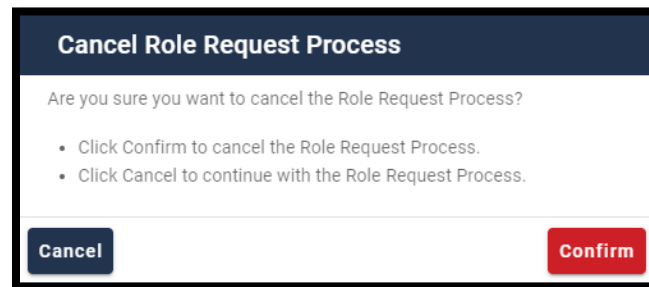 Cancel Role Request Process
Are you sure you want to cancel the Role Request Process?
• Click Confirm to cancel the Role Request Process.
• Click Cancel to continue with the Role Request Process.
Cancel
Confirm